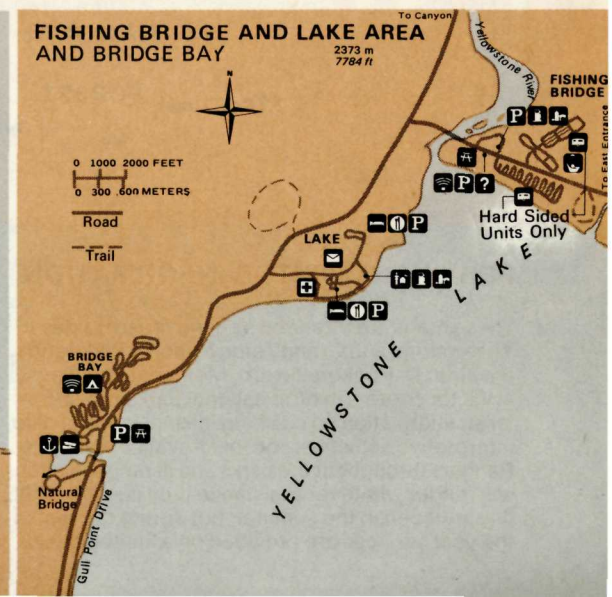 FISHING BRIDGE AND LAKE AREA
AND BRIDGE BAY
2373 m
7784 ft
To Canyon
Yellowstone River
FISHING
BRIDGE
N
P
To East Entrance
0 1000 2000 FEET
0 300 600 METERS
Road
Trail
P ?
Hard Sided
Units Only
P
LAKE
P
YELLOWSTONE LAKE
BRIDGE
BAY
P
Natural
Bridge
Gull Point Drive